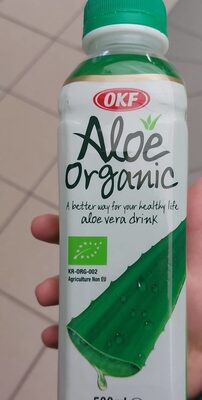 OKF
Aloe
Organic
A better way for your healthy life
aloe vera drink
KR-ORG-002
Agriculture Non EU